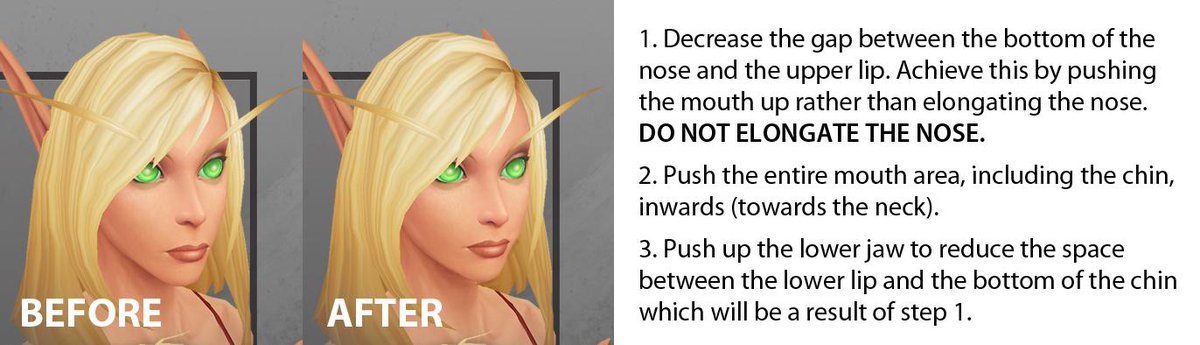 BEFORE
AFTER
1. Decrease the gap between the bottom of the
nose and the upper lip. Achieve this by pushing
the mouth up rather than elongating the nose.
DO NOT ELONGATE THE NOSE.
2. Push the entire mouth area, including the chin,
inwards (towards the neck).
3. Push up the lower jaw to reduce the space
between the lower lip and the bottom of the chin
which will be a result of step 1.